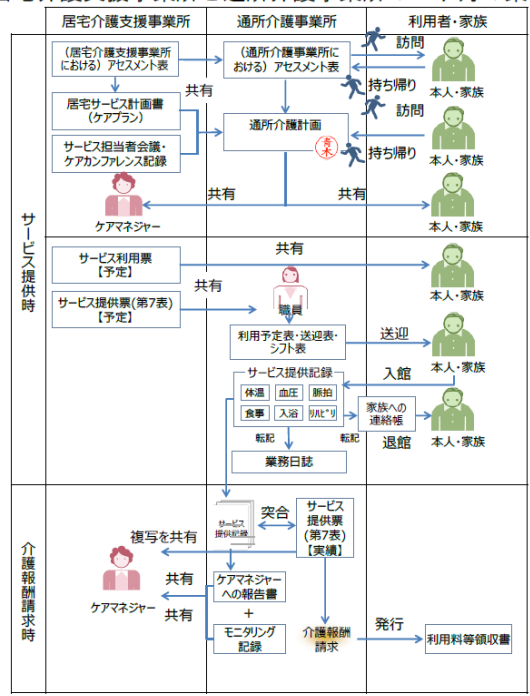 居宅介護支援事業所
通所介護事業所
利用者・家族
サービス提供時
(居宅介護支援事業所
における)アセスメント表
(通所介護事業所に
おける)アセスメント表
訪問
持ち帰り
本人・家族
共有
居宅サービス計画書
(ケアプラン)
サービス担当者会議・
ケアカンファレンス記録
通所介護計画
青木
訪問
持ち帰り
本人・家族
共有
共有
ケアマネジャー
本人・家族
サービス利用票
【予定】
共有
本人・家族
サービス提供票(第7表)
【予定】
共有
職員
利用予定表・送迎表・
シフト表
送迎
本人・家族
サービス提供記録
入館
体温
血圧
脈拍
食事
入浴
リハビリ
家族への
連絡帳
転記
転記
退館
本人・家族
業務日誌
介護報酬請求時
サービス
提供記録
突合
サービス
提供票
(第7表)
【実績】
複写を共有
ケアマネジャー
共有
共有
ケアマネジャー
への報告書
+
モニタリング
記録
介護報酬
請求
発行
利用料等領収書